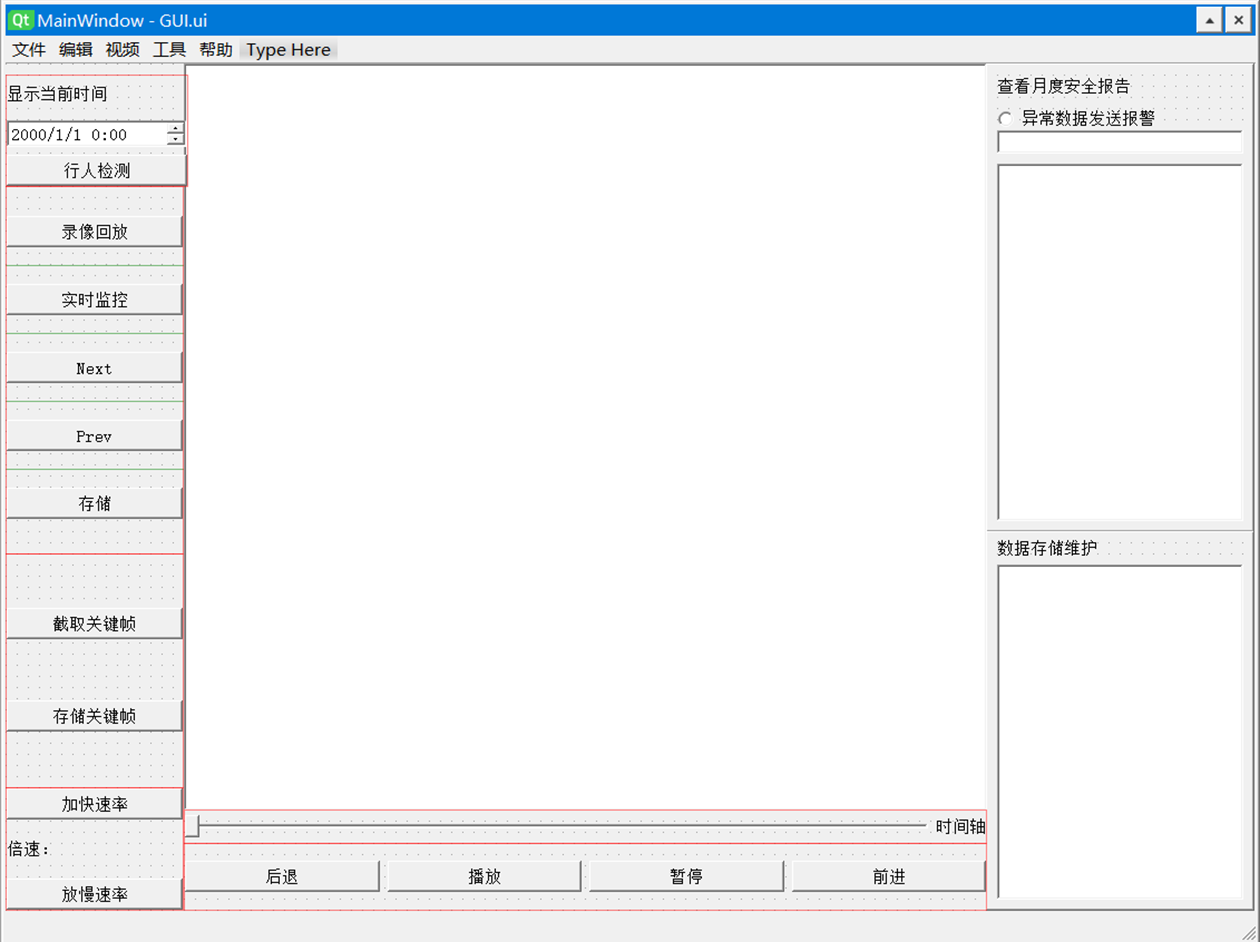 Qt MainWindow - GUI.ui
文件 编辑 视频 工具 帮助 Type Here
显示当前时间
2000/1/1 0:00
行人检测
录像回放
实时监控
Next
Prev
存储
截取关键帧
存储关键帧
加快速率
倍速:
放慢速率
时间轴
后退 播放 暂停 前进
查看月度安全报告
异常数据发送报警
数据存储维护